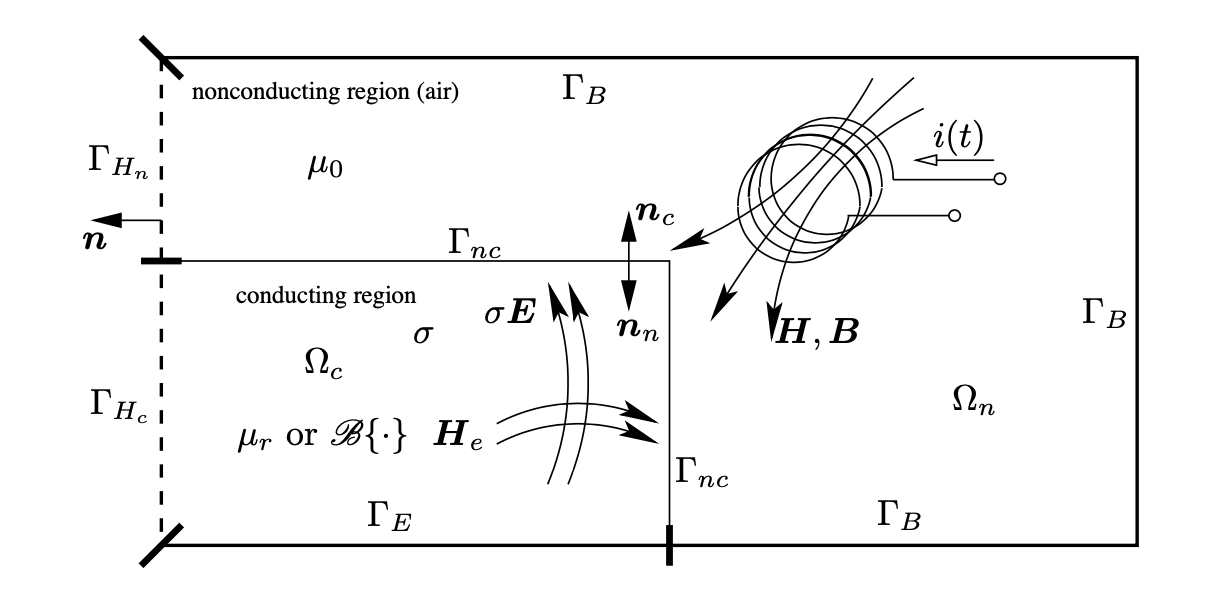 nonconducting region (air)
Γ_B
i(t)
Γ_{H_n}
μ_0
n_c
n
Γ_{nc}
conducting region
σE
n_n
H, B
Γ_B
σ
Ω_c
Γ_{H_c}
Ω_n
μ_r or ℬ{·} H_e
Γ_{nc}
Γ_E
Γ_B